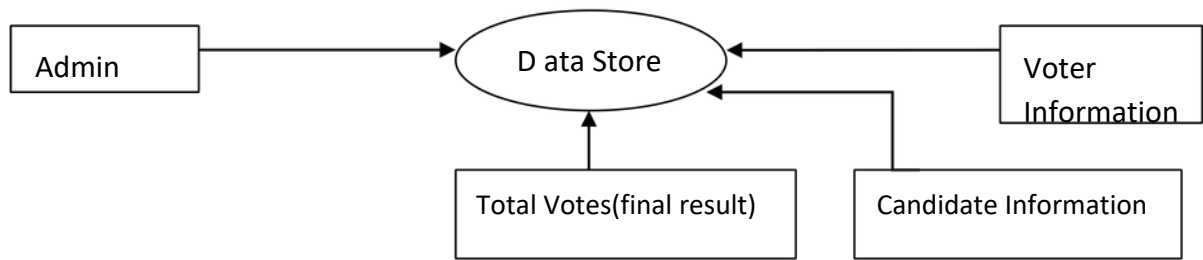 Admin
D ata Store
Voter
Information
Total Votes(final result)
Candidate Information